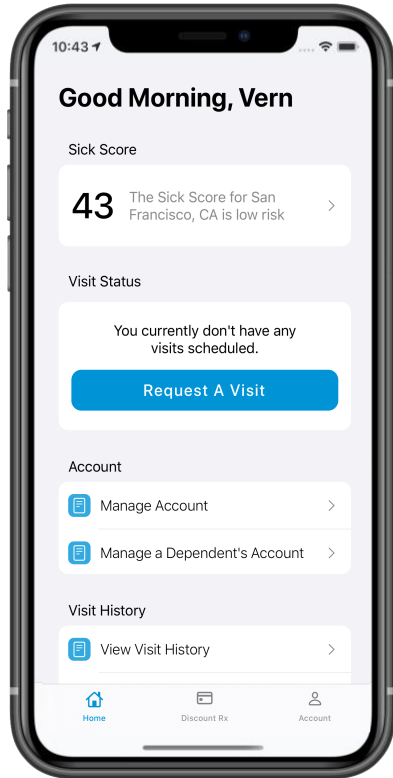 10:43
Good Morning, Vern
Sick Score
43
The Sick Score for San
Francisco, CA is low risk
Visit Status
You currently don't have any
visits scheduled.
Request A Visit
Account
Manage Account
Manage a Dependent's Account
Visit History
View Visit History
Home
Discount Rx
Account